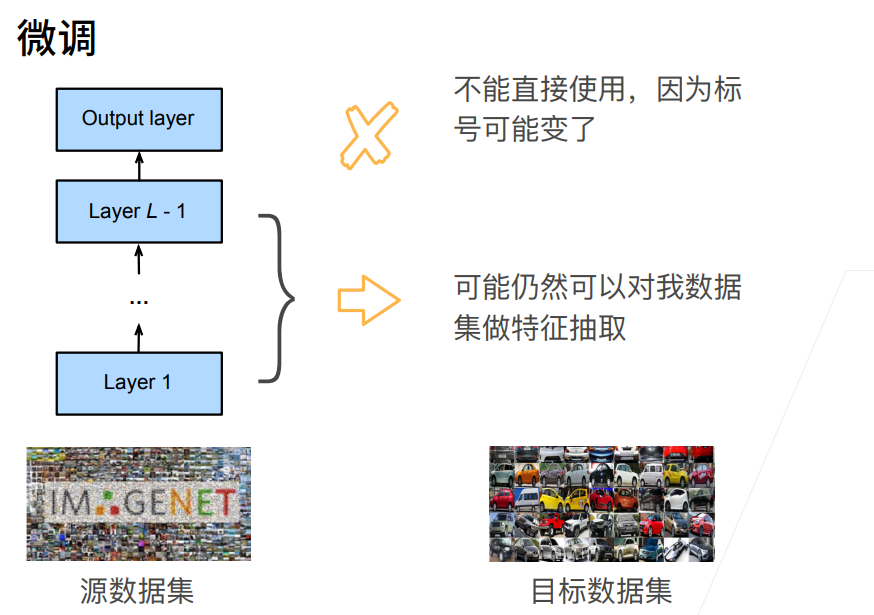 微调
Output layer
不能直接使用，因为标
号可能变了
Layer L - 1
...
可能仍然可以对我数据
集做特征抽取
Layer 1
IMAGENET
源数据集
目标数据集